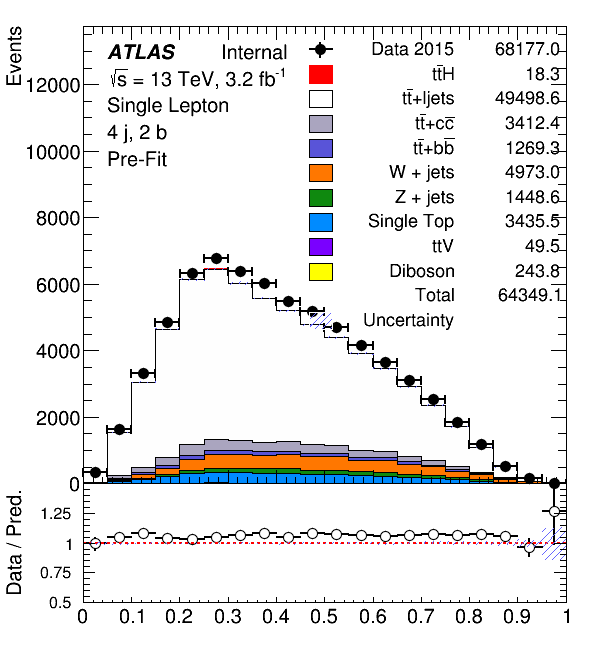 Events
12000
10000
8000
6000
4000
2000
0
ATLAS Internal
√s = 13 TeV, 3.2 fb⁻¹
Single Lepton
4 j, 2 b
Pre-Fit
Data 2015 68177.0
tt̄H 18.3
tt̄+ljets 49498.6
tt̄+cc̄ 3412.4
tt̄+bb̄ 1269.3
W + jets 4973.0
Z + jets 1448.6
Single Top 3435.5
ttV 49.5
Diboson 243.8
Total 64349.1
Uncertainty
Data / Pred.
1.25
1
0.75
0.5
0 0.1 0.2 0.3 0.4 0.5 0.6 0.7 0.8 0.9 1